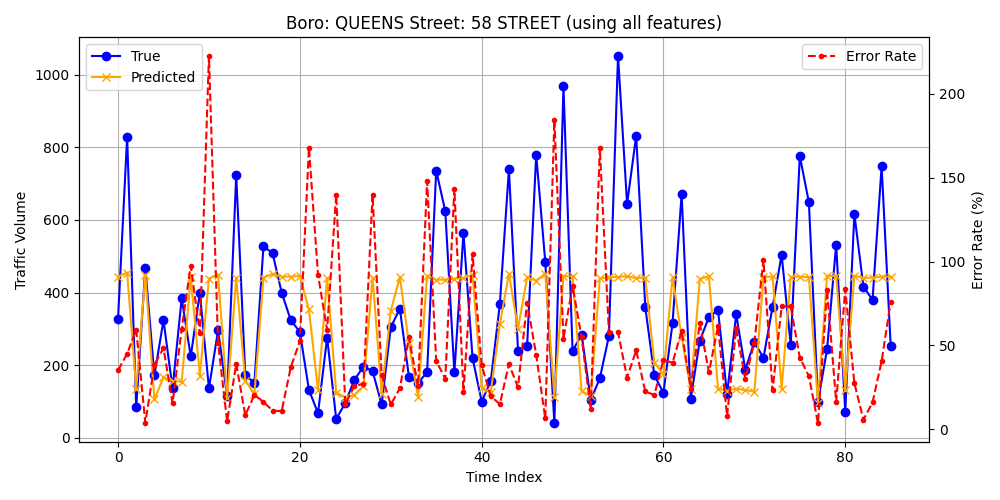 Boro: QUEENS Street: 58 STREET (using all features)
True
Predicted
Error Rate
Traffic Volume
0
200
400
600
800
1000
0
50
100
150
200
Error Rate (%)
0
20
40
60
80
Time Index